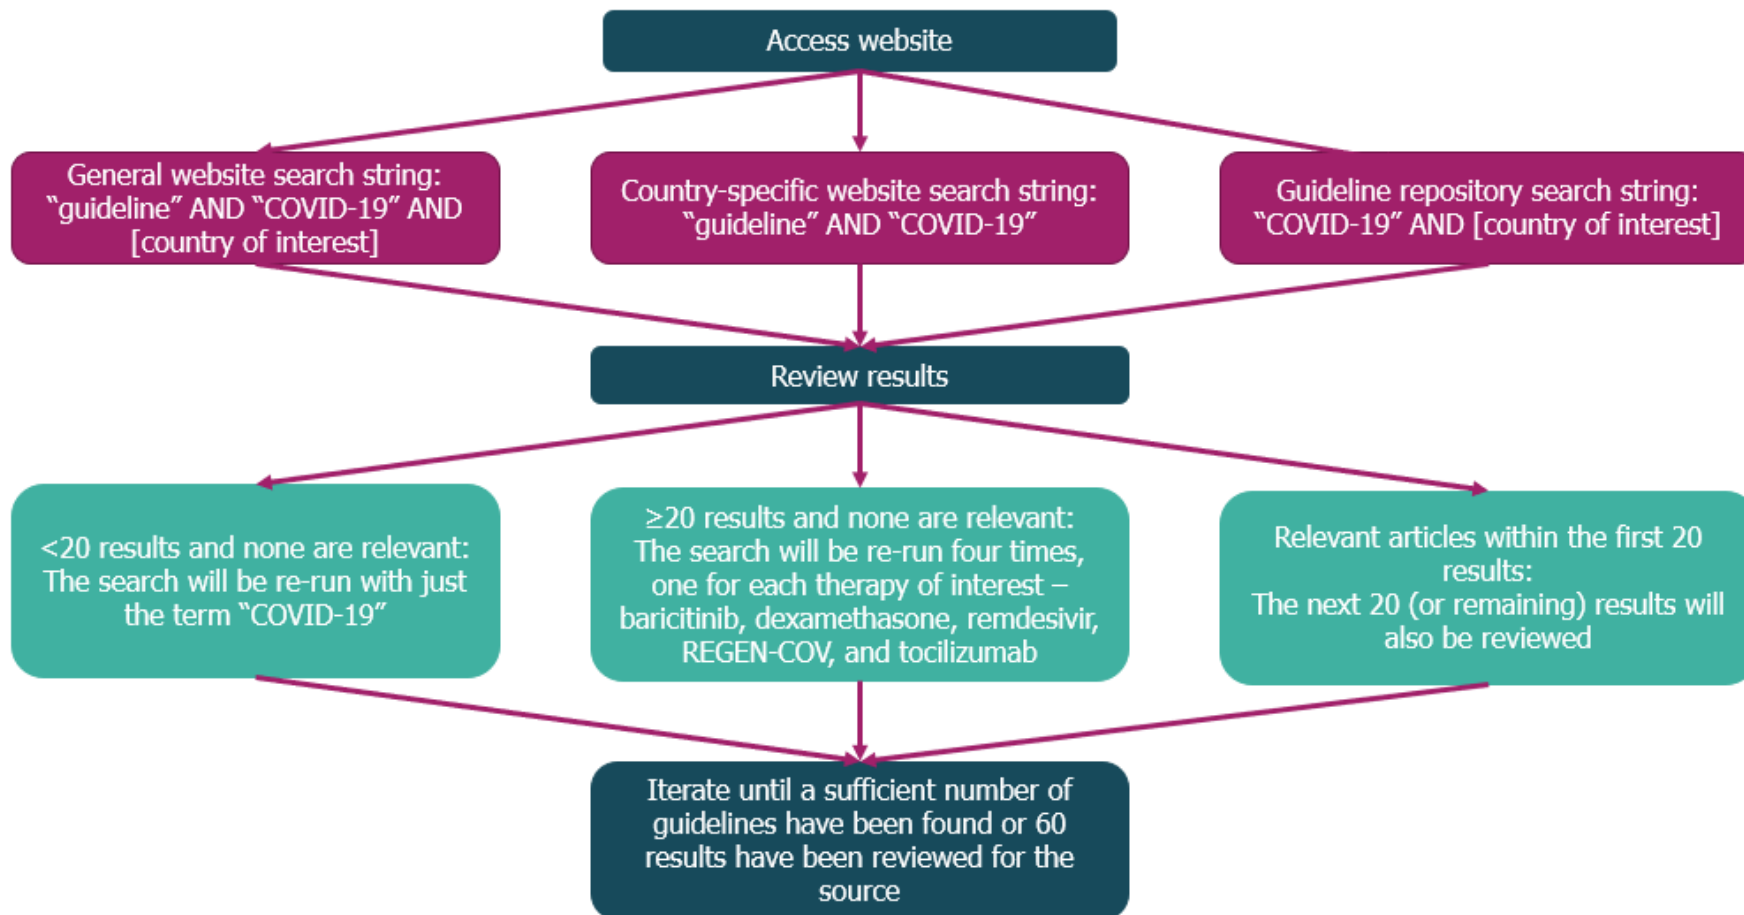 Access website
General website search string:
“guideline” AND “COVID-19” AND
[country of interest]
Country-specific website search string:
“guideline” AND “COVID-19”
Guideline repository search string:
“COVID-19” AND [country of interest]
Review results
<20 results and none are relevant:
The search will be re-run with just
the term “COVID-19”
≥20 results and none are relevant:
The search will be re-run four times,
one for each therapy of interest –
baricitinib, dexamethasone, remdesivir,
REGEN-COV, and tocilizumab
Relevant articles within the first 20
results:
The next 20 (or remaining) results will
also be reviewed
Iterate until a sufficient number of
guidelines have been found or 60
results have been reviewed for the
source